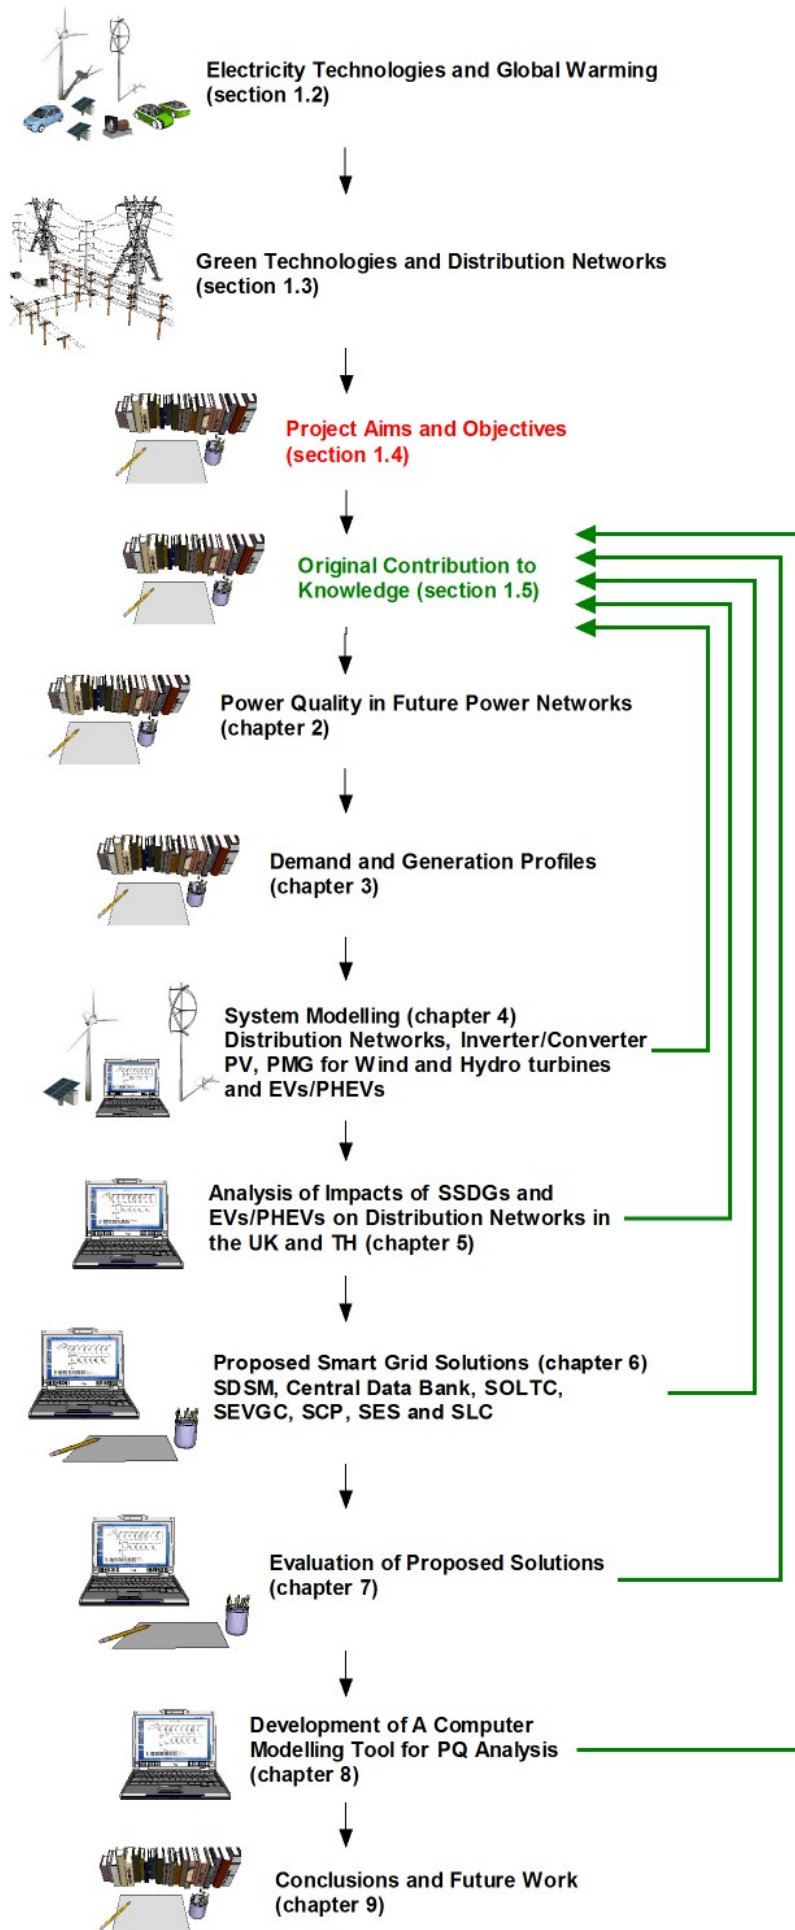 Electricity Technologies and Global Warming
(section 1.2)
Green Technologies and Distribution Networks
(section 1.3)
Project Aims and Objectives
(section 1.4)
Original Contribution to
Knowledge (section 1.5)
Power Quality in Future Power Networks
(chapter 2)
Demand and Generation Profiles
(chapter 3)
System Modelling (chapter 4)
Distribution Networks, Inverter/Converter
PV, PMG for Wind and Hydro turbines
and EVs/PHEVs
Analysis of Impacts of SSDGs and
EVs/PHEVs on Distribution Networks in
the UK and TH (chapter 5)
Proposed Smart Grid Solutions (chapter 6)
SDSM, Central Data Bank, SOLTC,
SEVGC, SCP, SES and SLC
Evaluation of Proposed Solutions
(chapter 7)
Development of A Computer
Modelling Tool for PQ Analysis
(chapter 8)
Conclusions and Future Work
(chapter 9)